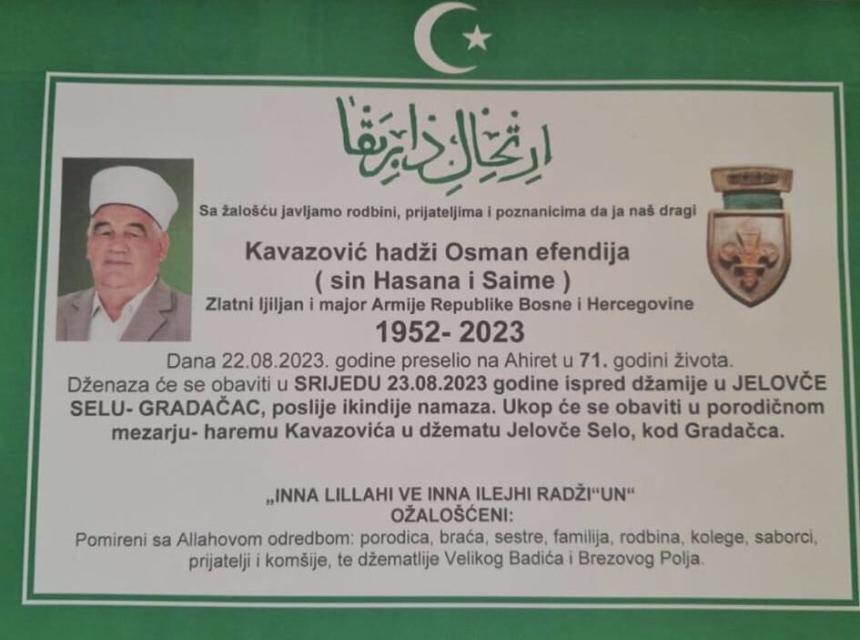 ارتحال دار بقا
Sa žalošću javljamo rodbini, prijateljima i poznanicima da ja naš dragi
Kavazović hadži Osman efendija
( sin Hasana i Saime )
Zlatni ljiljan i major Armije Republike Bosne i Hercegovine
1952- 2023
Dana 22.08.2023. godine preselio na Ahiret u 71. godini života.
Dženaza će se obaviti u SRIJEDU 23.08.2023 godine ispred džamije u JELOVČE
SELU- GRADAČAC, poslije ikindije namaza. Ukop će se obaviti u porodičnom
mezarju- haremu Kavazovića u džematu Jelovče Selo, kod Gradačca.
„INNA LILLAHI VE INNA ILEJHI RADŽI“UN“
OŽALOŠĆENI:
Pomireni sa Allahovom odredbom: porodica, braća, sestre, familija, rodbina, kolege, saborci,
prijatelji i komšije, te džematlije Velikog Badića i Brezovog Polja.